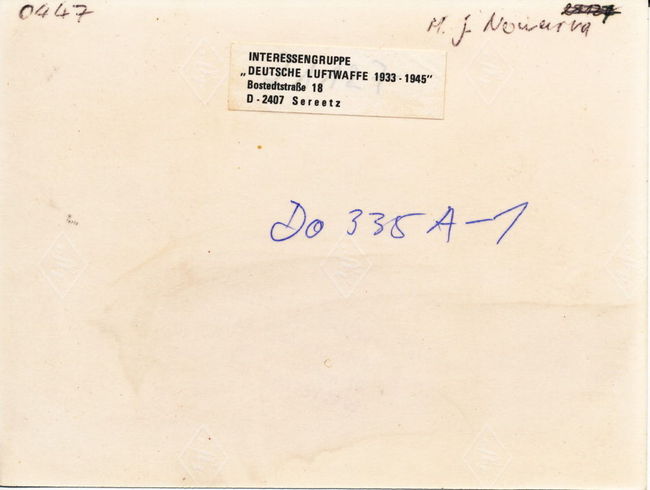 0447
M. J. Nowarra
INTERESSENGRUPPE
„DEUTSCHE LUFTWAFFE 1933 - 1945”
Bostedtstraße 18
D - 2407 Sereetz
Do 335 A-1